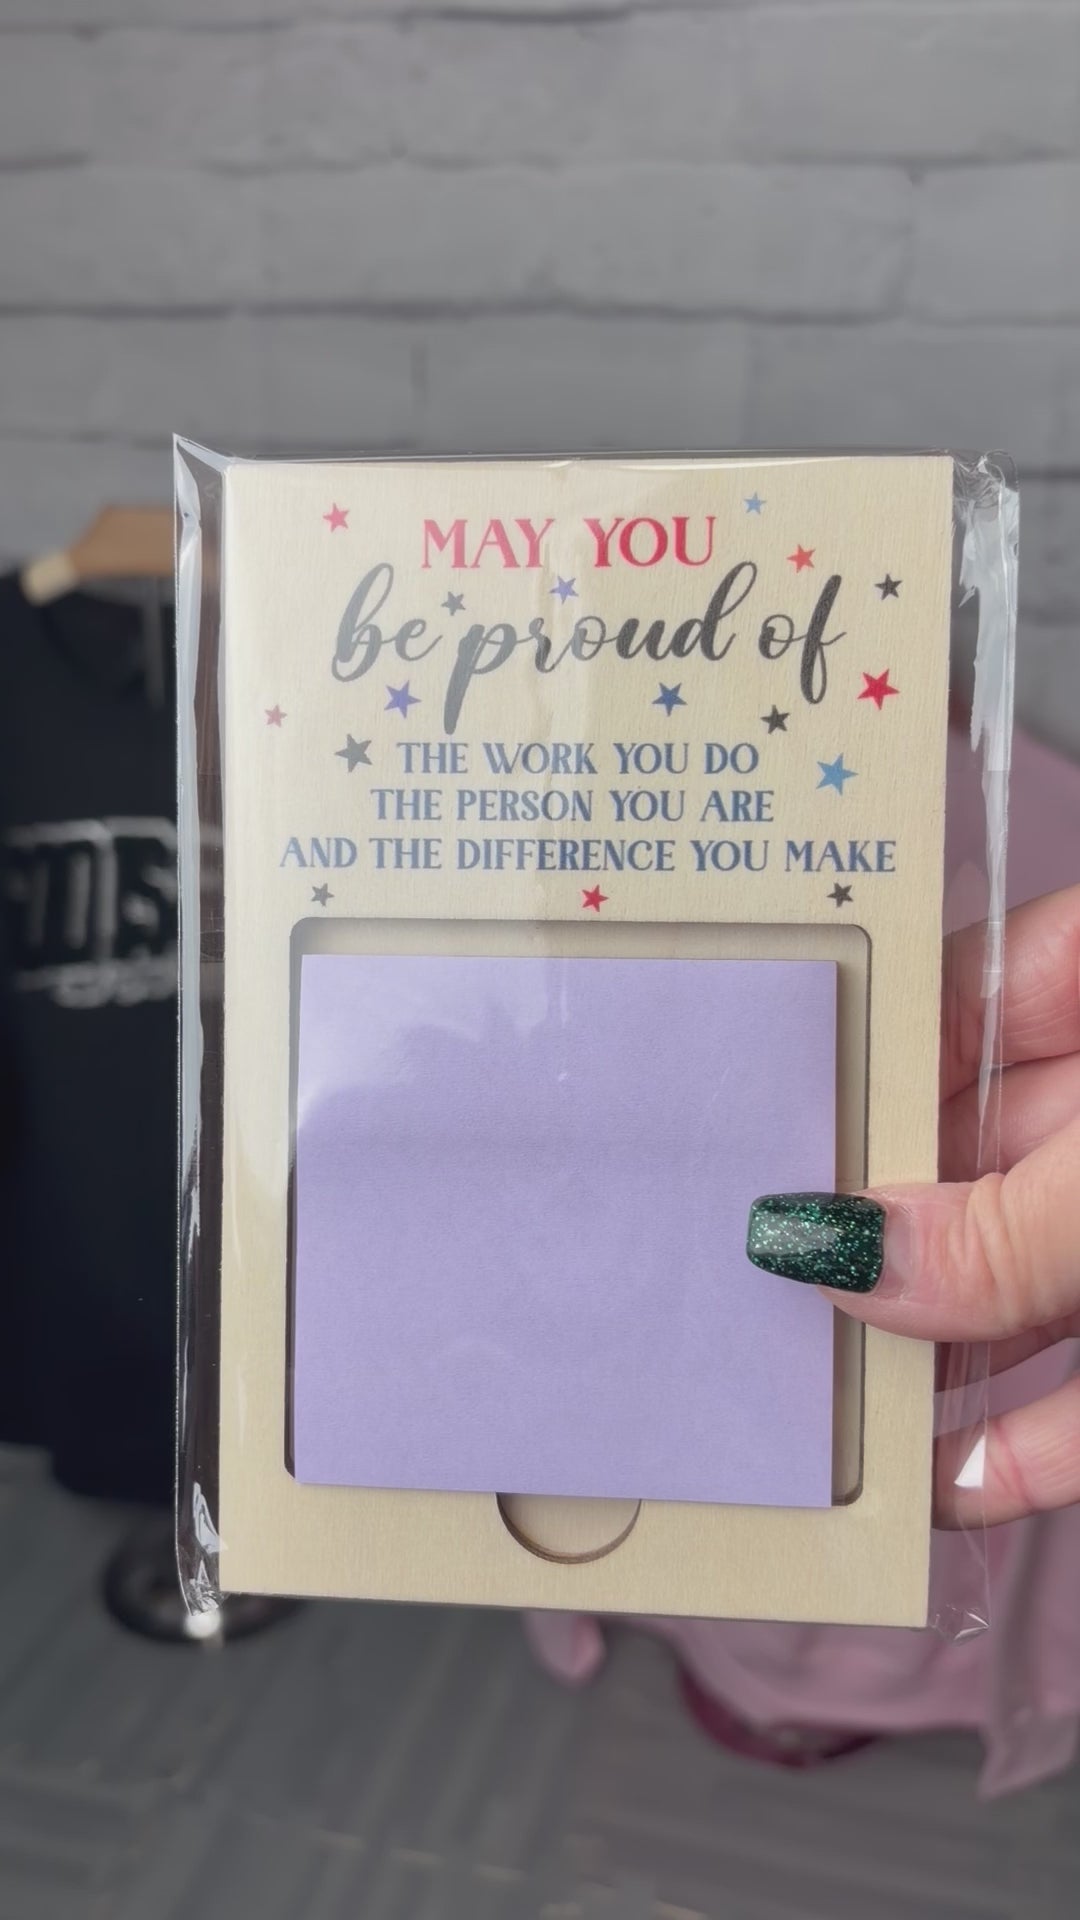 MAY YOU
be proud of
THE WORK YOU DO
THE PERSON YOU ARE
AND THE DIFFERENCE YOU MAKE